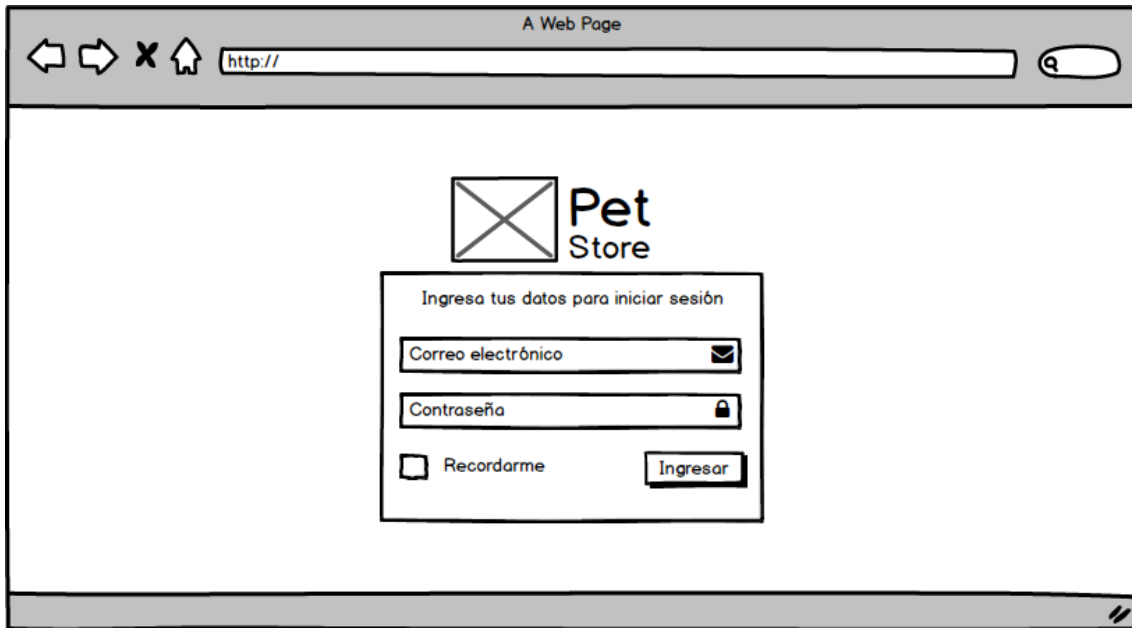 A Web Page
http://
Pet
Store
Ingresa tus datos para iniciar sesión
Correo electrónico
Contraseña
Recordarme
Ingresar